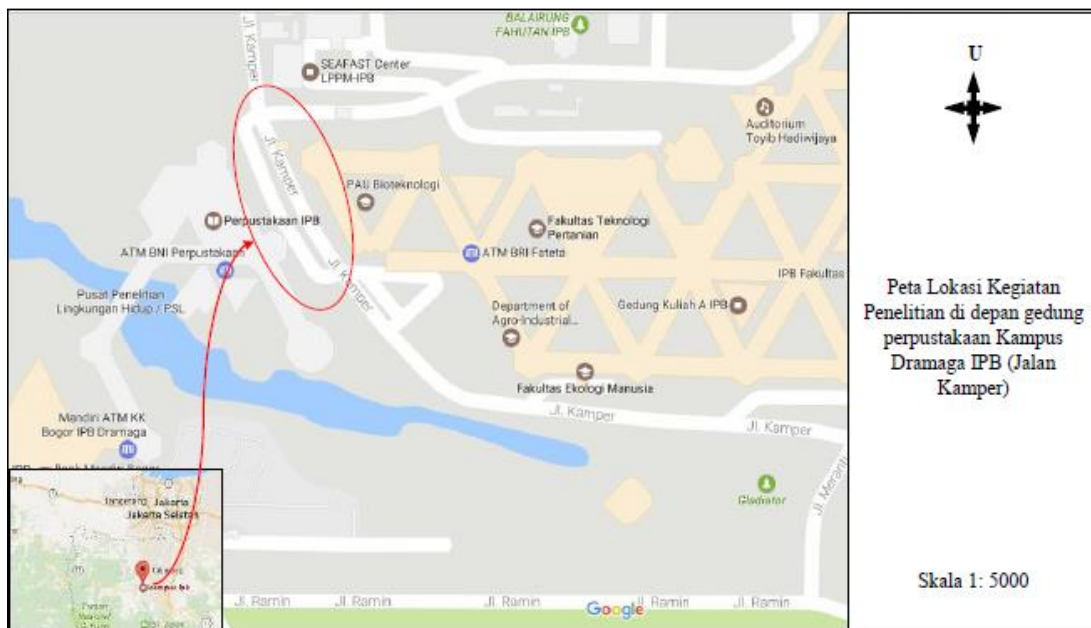 BALAIRUNG
FAHUTAN IPB
Jl. Kamper
SEAFAST Center
LPPM-IPB
Auditorium
Toyib Hadiwijaya
Jl. Kamper
PAU Bioteknologi
Perpustakaan IPB
Fakultas Teknologi
Pertanian
ATM BNI Perpustakaan
ATM BRI Fateta
IPB Fakultas
Jl. Kamper
Pusat Penelitian
Lingkungan Hidup / PSL
Department of
Agro-Industrial...
Gedung Kuliah A IPB
Fakultas Ekologi Manusia
Jl. Kamper
Jl. Kamper
Mandiri ATM KK
Bogor IPB Dramaga
Gladiator
Jl. Meranti
Tangerang
Jakarta
Jakarta Selatan
Jl. Ramin
Jl. Ramin
Jl. Ramin
Google
Jl. Ramin
Jl. Ramin
U
Peta Lokasi Kegiatan
Penelitian di depan gedung
perpustakaan Kampus
Dramaga IPB (Jalan
Kamper)
Skala 1: 5000